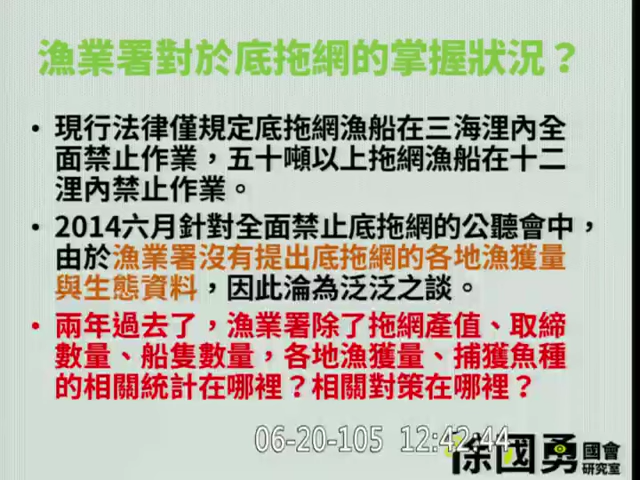 漁業署對於底拖網的掌握狀況？
• 現行法律僅規定底拖網漁船在三海浬內全
面禁止作業，五十噸以上拖網漁船在十二
浬內禁止作業。
• 2014六月針對全面禁止底拖網的公聽會中，
由於漁業署沒有提出底拖網的各地漁獲量
與生態資料，因此淪為泛泛之談。
• 兩年過去了，漁業署除了拖網產值、取締
數量、船隻數量，各地漁獲量、捕獲魚種
的相關統計在哪裡？相關對策在哪裡？
06-20-105 12:42:44
徐國勇 國會
研究室